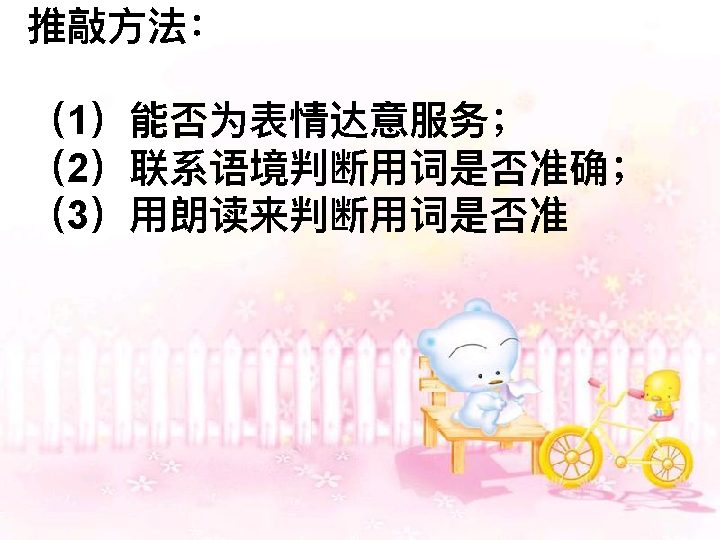 推敲方法：
（1）能否为表情达意服务；
（2）联系语境判断用词是否准确；
（3）用朗读来判断用词是否准